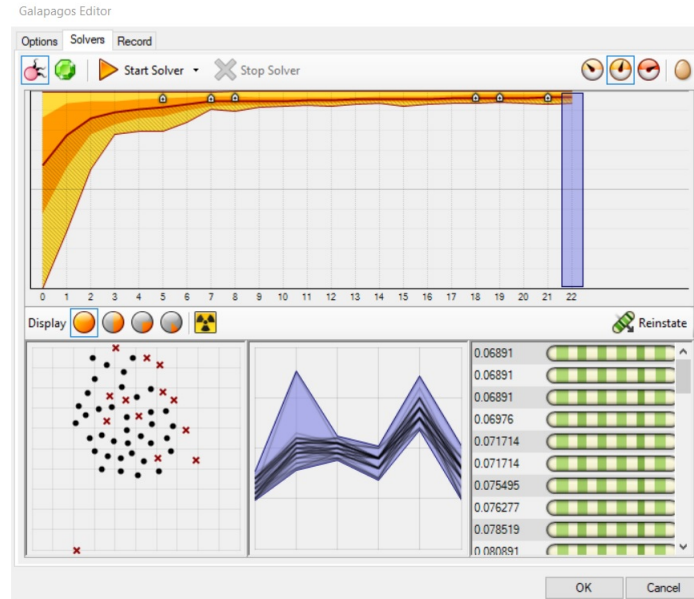 Galapagos Editor
Options Solvers Record
Start Solver Stop Solver
0 1 2 3 4 5 6 7 8 9 10 11 12 13 14 15 16 17 18 19 20 21 22
Display Reinstate
0.06891
0.06891
0.06891
0.06976
0.071714
0.071714
0.075495
0.076277
0.078519
0.080891
OK Cancel